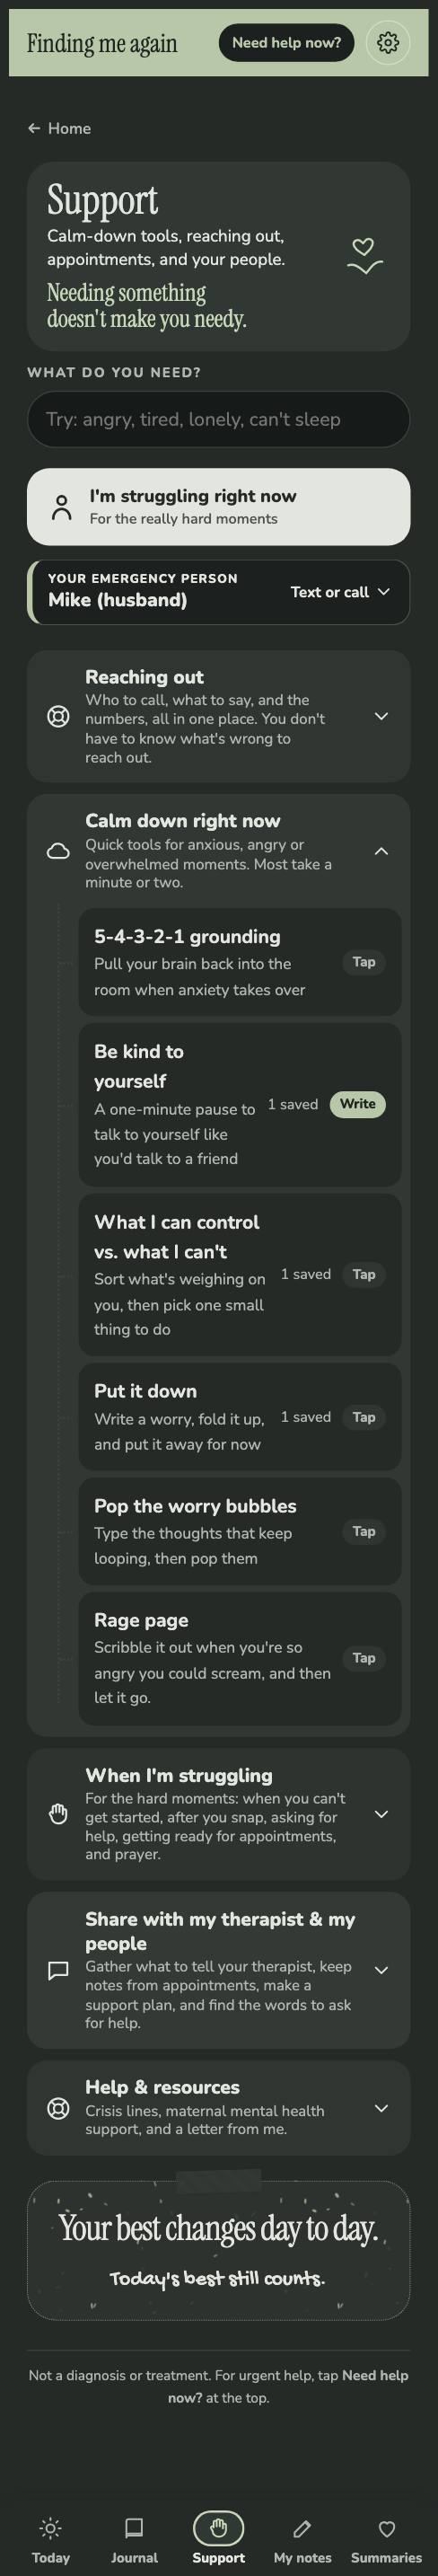 Finding me again
Need help now?
← Home
Support
Calm-down tools, reaching out,
appointments, and your people.
Needing something
doesn't make you needy.
WHAT DO YOU NEED?
Try: angry, tired, lonely, can't sleep
I'm struggling right now
For the really hard moments
YOUR EMERGENCY PERSON
Mike (husband)
Text or call
Reaching out
Who to call, what to say, and the
numbers, all in one place. You don't
have to know what's wrong to
reach out.
Calm down right now
Quick tools for anxious, angry or
overwhelmed moments. Most take a
minute or two.
5-4-3-2-1 grounding
Pull your brain back into the
room when anxiety takes over
Tap
Be kind to
yourself
A one-minute pause to
talk to yourself like
you'd talk to a friend
1 saved
Write
What I can control
vs. what I can't
Sort what's weighing on
you, then pick one small
thing to do
1 saved
Tap
Put it down
Write a worry, fold it up,
and put it away for now
1 saved
Tap
Pop the worry bubbles
Type the thoughts that keep
looping, then pop them
Tap
Rage page
Scribble it out when you're so
angry you could scream, and then
let it go.
Tap
When I'm struggling
For the hard moments: when you can't
get started, after you snap, asking for
help, getting ready for appointments,
and prayer.
Share with my therapist & my
people
Gather what to tell your therapist, keep
notes from appointments, make a
support plan, and find the words to ask
for help.
Help & resources
Crisis lines, maternal mental health
support, and a letter from me.
Your best changes day to day.
Today's best still counts.
Not a diagnosis or treatment. For urgent help, tap Need help
now? at the top.
Today
Journal
Support
My notes
Summaries